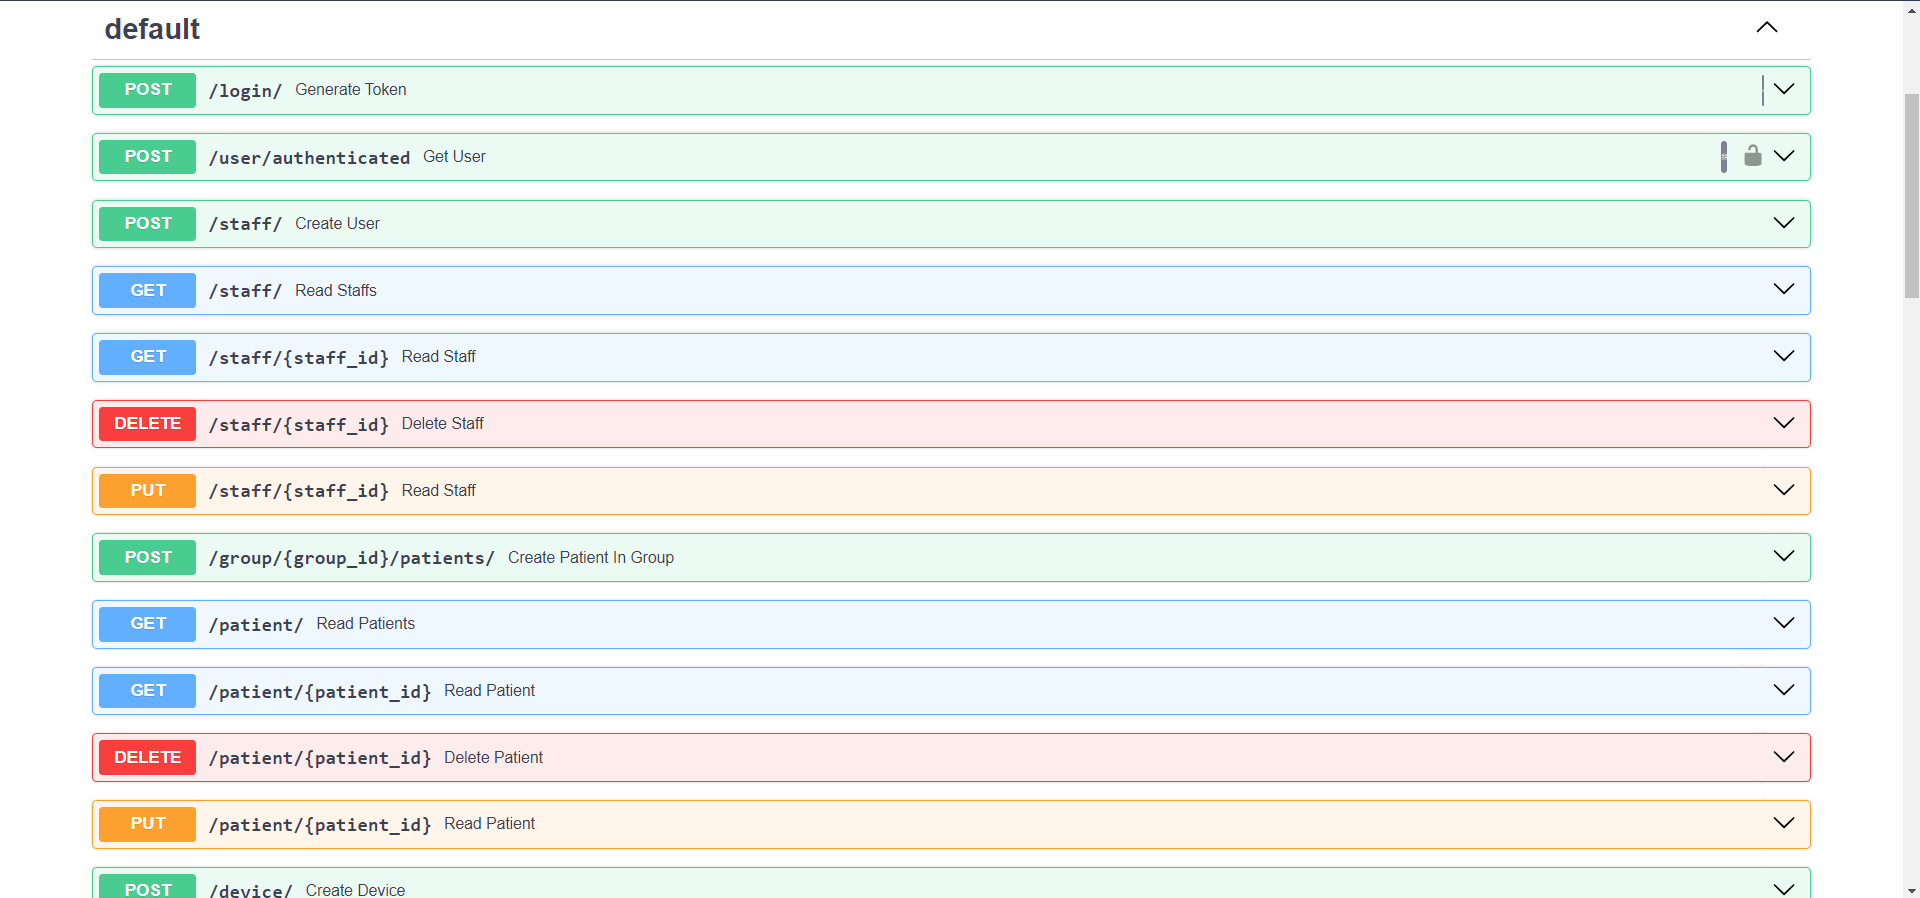 default
POST /login/ Generate Token
POST /user/authenticated Get User
POST /staff/ Create User
GET /staff/ Read Staffs
GET /staff/{staff_id} Read Staff
DELETE /staff/{staff_id} Delete Staff
PUT /staff/{staff_id} Read Staff
POST /group/{group_id}/patients/ Create Patient In Group
GET /patient/ Read Patients
GET /patient/{patient_id} Read Patient
DELETE /patient/{patient_id} Delete Patient
PUT /patient/{patient_id} Read Patient
POST /device/ Create Device